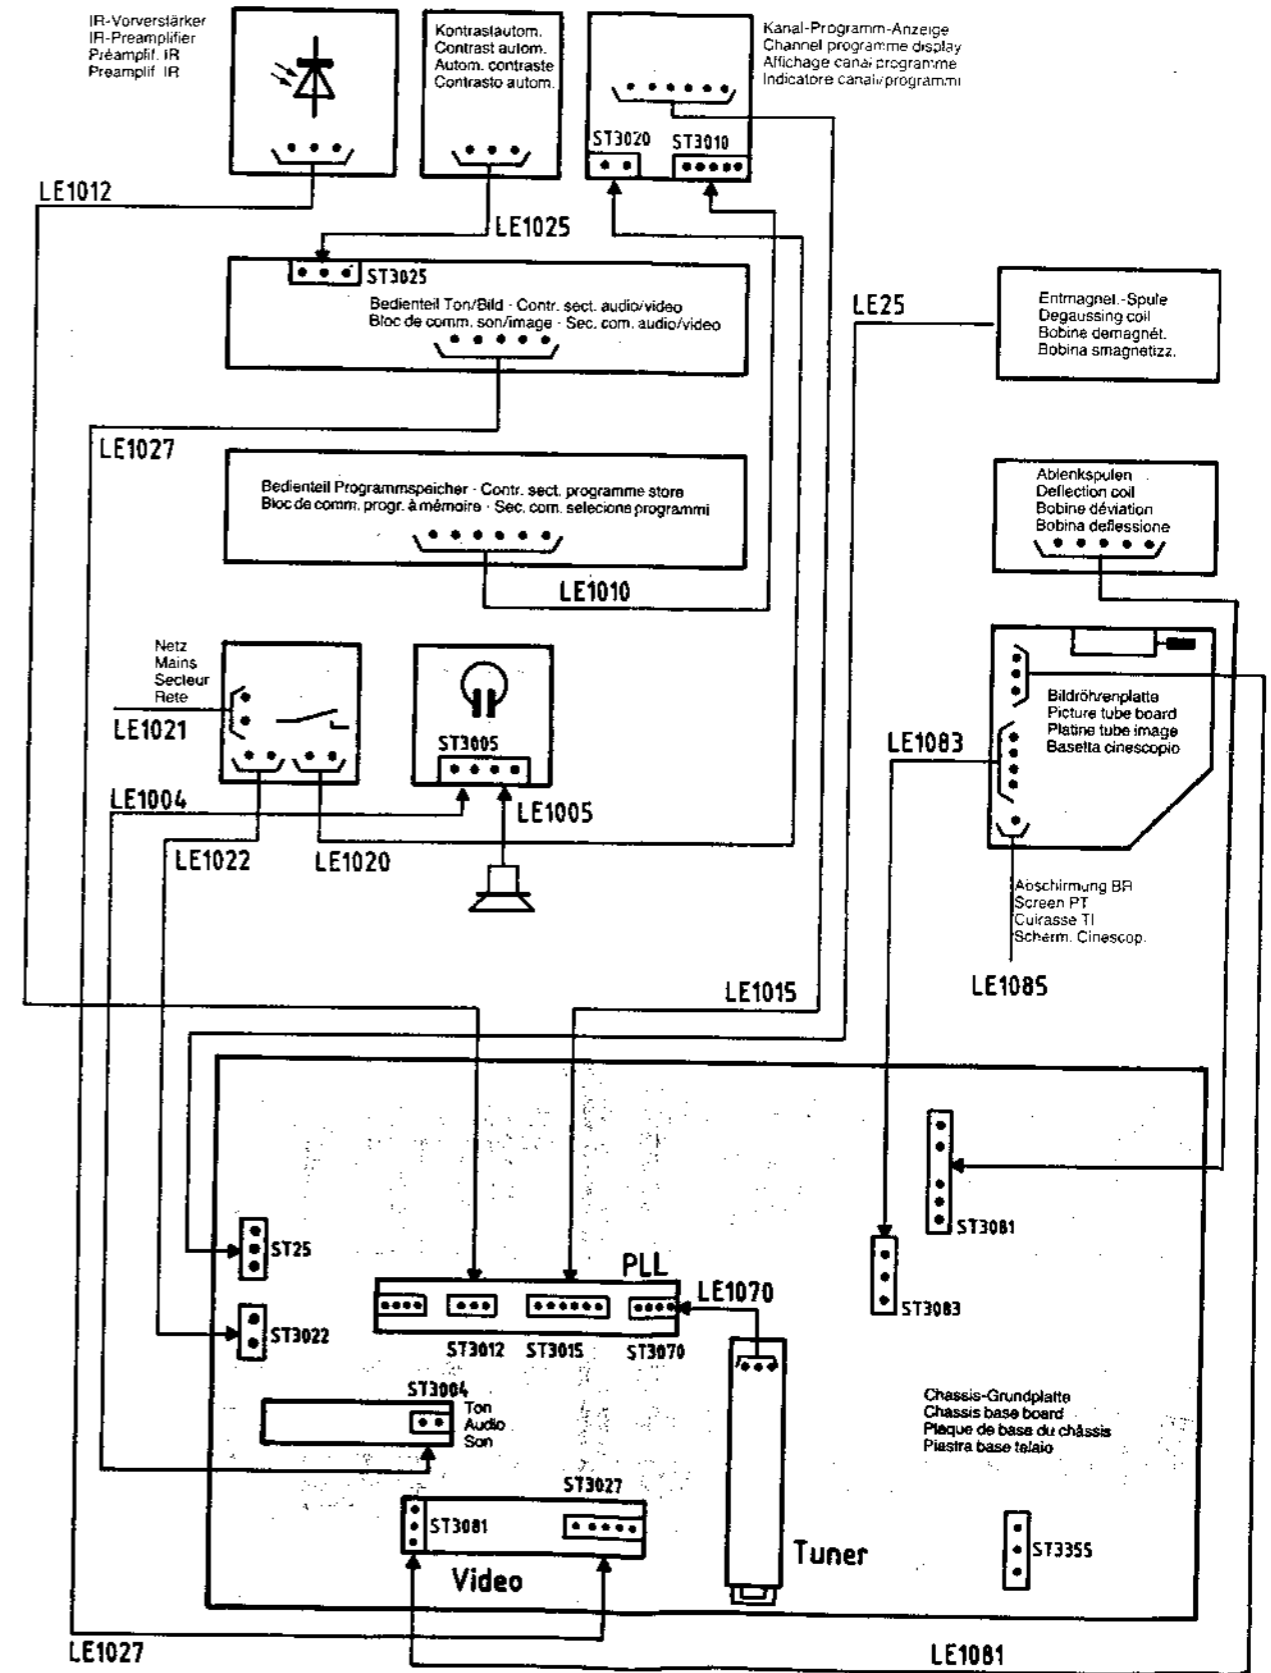 IR-Vorverstärker
IR-Preamplifier
Préamplif. IR
Preamplif. IR
Kontrastautom.
Contrast autom.
Autom. contraste
Contrasto autom.
Kanal-Programm-Anzeige
Channel programme display
Affichage canal programme
Indicatore canali/programmi
ST3020
ST3010
LE1012
LE1025
ST3025
Bedienteil Ton/Bild - Contr. sect. audio/video
Bloc de comm. son/image - Sec. com. audio/video
LE25
Entmagnet.-Spule
Degaussing coil
Bobine demagnét.
Bobina smagnetizz.
LE1027
Bedienteil Programmspeicher - Contr. sect. programme store
Bloc de comm. progr. à mémoire - Sec. com. selecione programmi
LE1010
Ablenkspulen
Deflection coil
Bobine déviation
Bobina deflessione
Netz
Mains
Secteur
Rete
LE1021
ST3005
Bildröhrenplatte
Picture tube board
Platine tube image
Basetta cinescopio
LE1083
LE1004
LE1005
LE1022
LE1020
Abschirmung BR
Screen PT
Cuirasse TI
Scherm. Cinescop.
LE1085
LE1015
ST3081
ST25
PLL
LE1070
ST3083
ST3022
ST3012
ST3015
ST3070
ST3004
Ton
Audio
Son
Chassis-Grundplatte
Chassis base board
Plaque de base du châssis
Piastra base telaio
ST3027
ST3081
ST3355
Video
Tuner
LE1027
LE1081